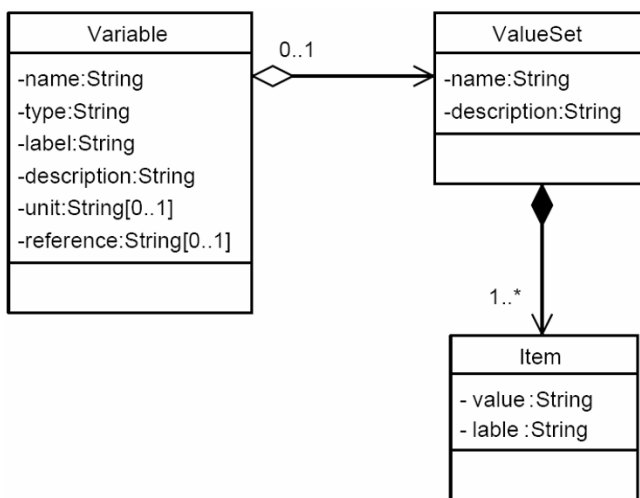 Variable
-name:String
-type:String
-label:String
-description:String
-unit:String[0..1]
-reference:String[0..1]
0..1
ValueSet
-name:String
-description:String
1..*
Item
- value :String
- lable :String